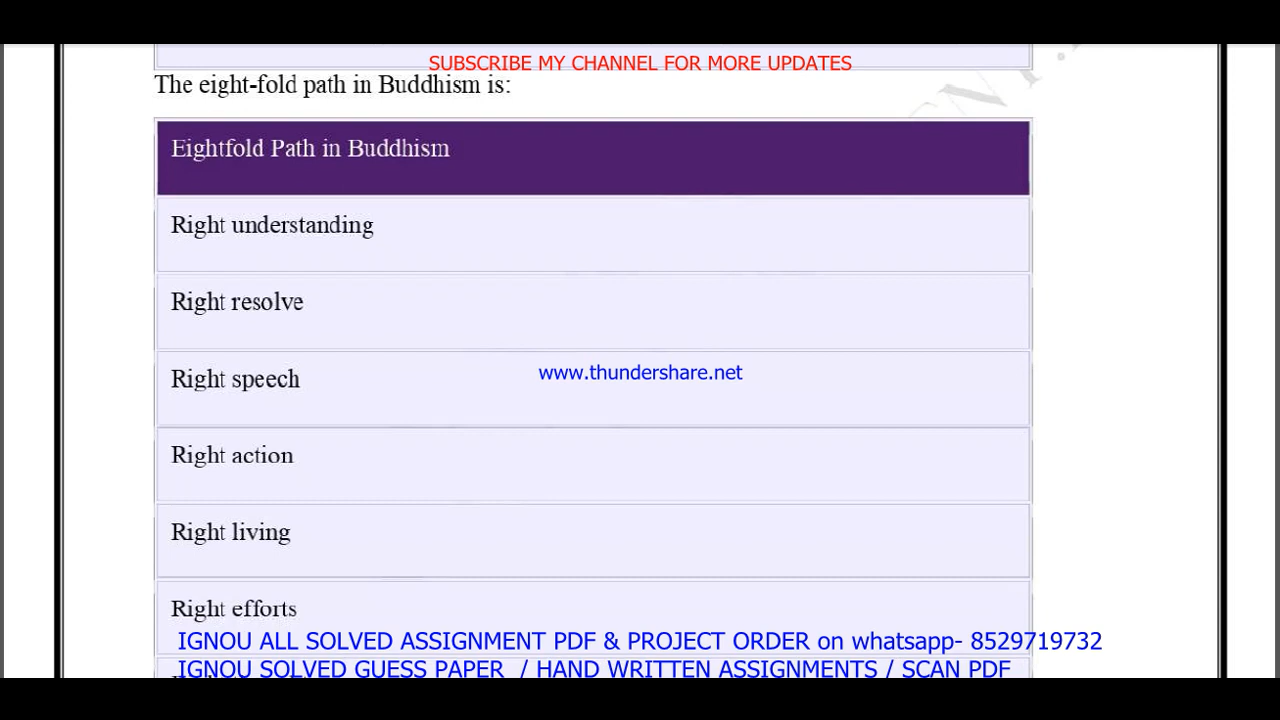 SUBSCRIBE MY CHANNEL FOR MORE UPDATES
The eight-fold path in Buddhism is:
Eightfold Path in Buddhism
Right understanding
Right resolve
Right speech
www.thundershare.net
Right action
Right living
Right efforts
IGNOU ALL SOLVED ASSIGNMENT PDF & PROJECT ORDER on whatsapp- 8529719732
IGNOU SOLVED GUESS PAPER / HAND WRITTEN ASSIGNMENTS / SCAN PDF